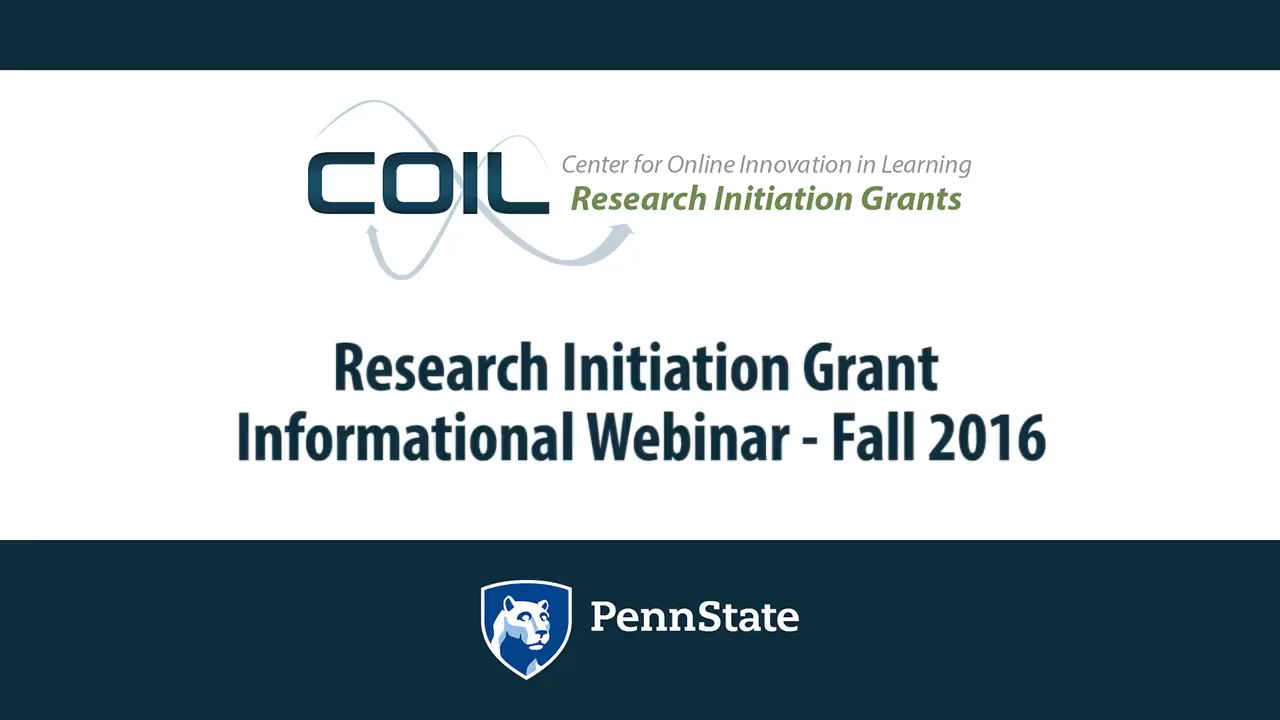 COIL
Center for Online Innovation in Learning
Research Initiation Grants
Research Initiation Grant
Informational Webinar - Fall 2016
PennState